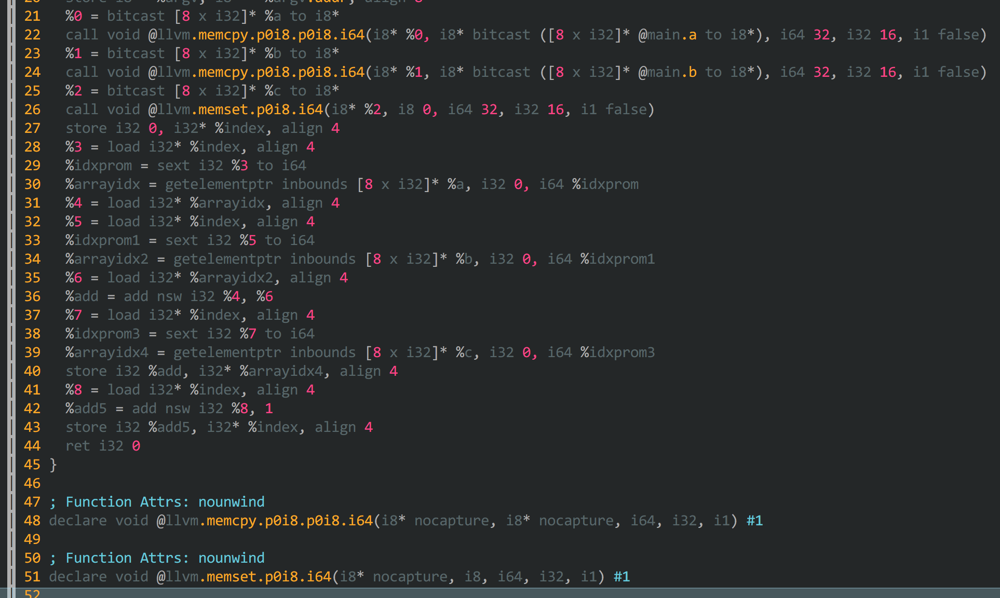 20   store i8** %argv, i8*** %argv.addr, align 8
21   %0 = bitcast [8 x i32]* %a to i8*
22   call void @llvm.memcpy.p0i8.p0i8.i64(i8* %0, i8* bitcast ([8 x i32]* @main.a to i8*), i64 32, i32 16, i1 false)
23   %1 = bitcast [8 x i32]* %b to i8*
24   call void @llvm.memcpy.p0i8.p0i8.i64(i8* %1, i8* bitcast ([8 x i32]* @main.b to i8*), i64 32, i32 16, i1 false)
25   %2 = bitcast [8 x i32]* %c to i8*
26   call void @llvm.memset.p0i8.i64(i8* %2, i8 0, i64 32, i32 16, i1 false)
27   store i32 0, i32* %index, align 4
28   %3 = load i32* %index, align 4
29   %idxprom = sext i32 %3 to i64
30   %arrayidx = getelementptr inbounds [8 x i32]* %a, i32 0, i64 %idxprom
31   %4 = load i32* %arrayidx, align 4
32   %5 = load i32* %index, align 4
33   %idxprom1 = sext i32 %5 to i64
34   %arrayidx2 = getelementptr inbounds [8 x i32]* %b, i32 0, i64 %idxprom1
35   %6 = load i32* %arrayidx2, align 4
36   %add = add nsw i32 %4, %6
37   %7 = load i32* %index, align 4
38   %idxprom3 = sext i32 %7 to i64
39   %arrayidx4 = getelementptr inbounds [8 x i32]* %c, i32 0, i64 %idxprom3
40   store i32 %add, i32* %arrayidx4, align 4
41   %8 = load i32* %index, align 4
42   %add5 = add nsw i32 %8, 1
43   store i32 %add5, i32* %index, align 4
44   ret i32 0
45 }
46
47 ; Function Attrs: nounwind
48 declare void @llvm.memcpy.p0i8.p0i8.i64(i8* nocapture, i8* nocapture, i64, i32, i1) #1
49
50 ; Function Attrs: nounwind
51 declare void @llvm.memset.p0i8.i64(i8* nocapture, i8, i64, i32, i1) #1
52